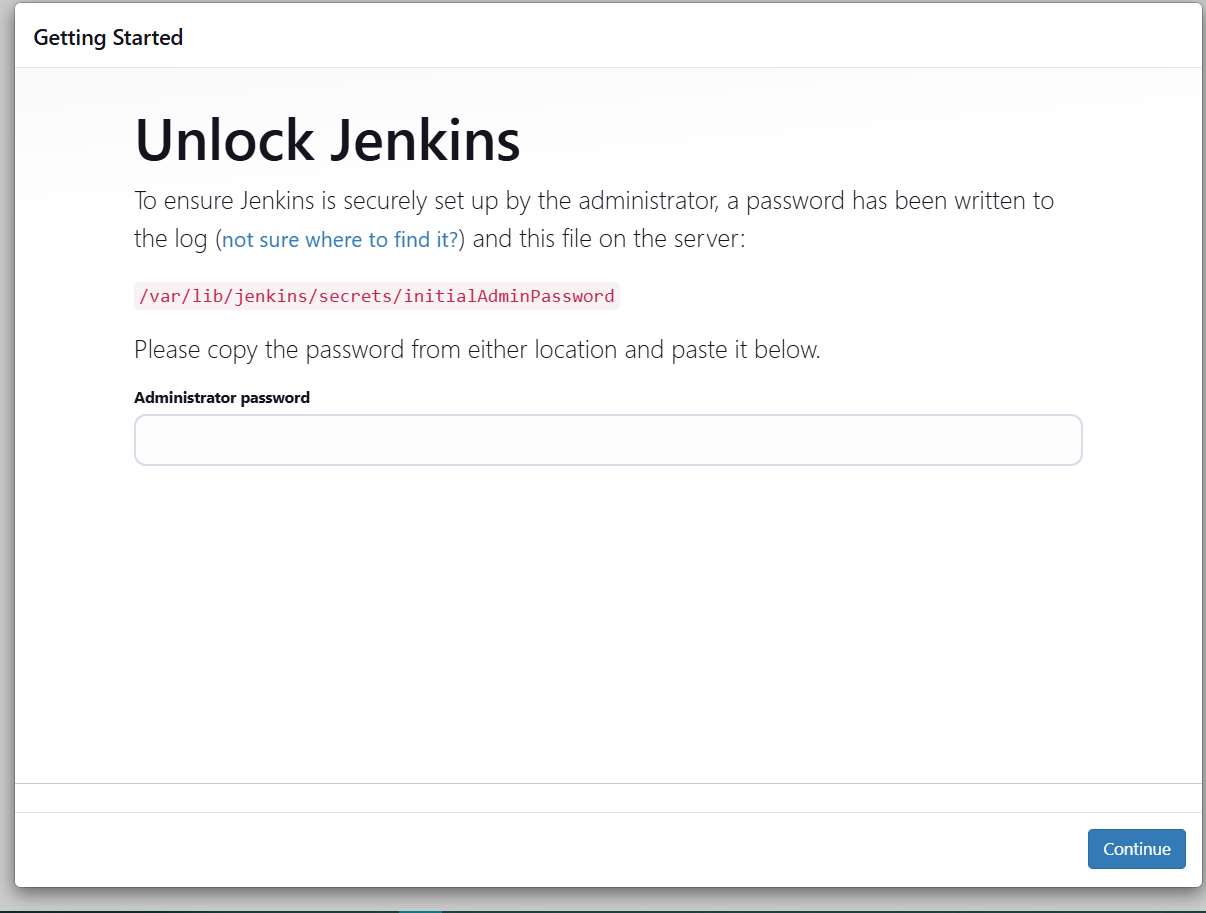 Getting Started
Unlock Jenkins
To ensure Jenkins is securely set up by the administrator, a password has been written to
the log (not sure where to find it?) and this file on the server:
/var/lib/jenkins/secrets/initialAdminPassword
Please copy the password from either location and paste it below.
Administrator password
Continue